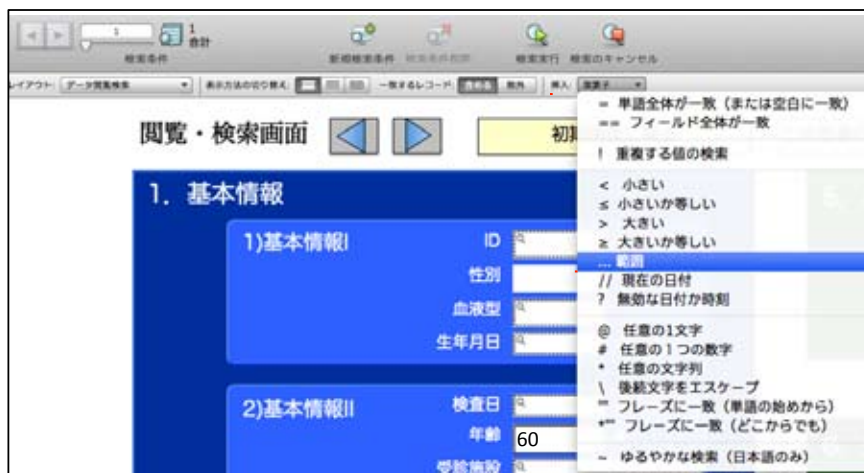 1
1
合計
検索条件
新規検索条件
検索実行
検索のキャンセル
レイアウト: データ閲覧検索
表示方法の切り替え:
一致するレコード:
除外
挿入: 演算子
= 単語全体が一致（または空白に一致）
== フィールド全体が一致
! 重複する値の検索
< 小さい
≤ 小さいか等しい
> 大きい
≥ 大きいか等しい
... 範囲
// 現在の日付
? 無効な日付か時刻
@ 任意の1文字
# 任意の1つの数字
* 任意の文字列
\ 後続文字をエスケープ
"" フレーズに一致（単語の始めから）
*"" フレーズに一致（どこからでも）
~ ゆるやかな検索（日本語のみ）
閲覧・検索画面
初期
1. 基本情報
1)基本情報I
ID
性別
血液型
生年月日
2)基本情報II
検査日
年齢 60
受診施設